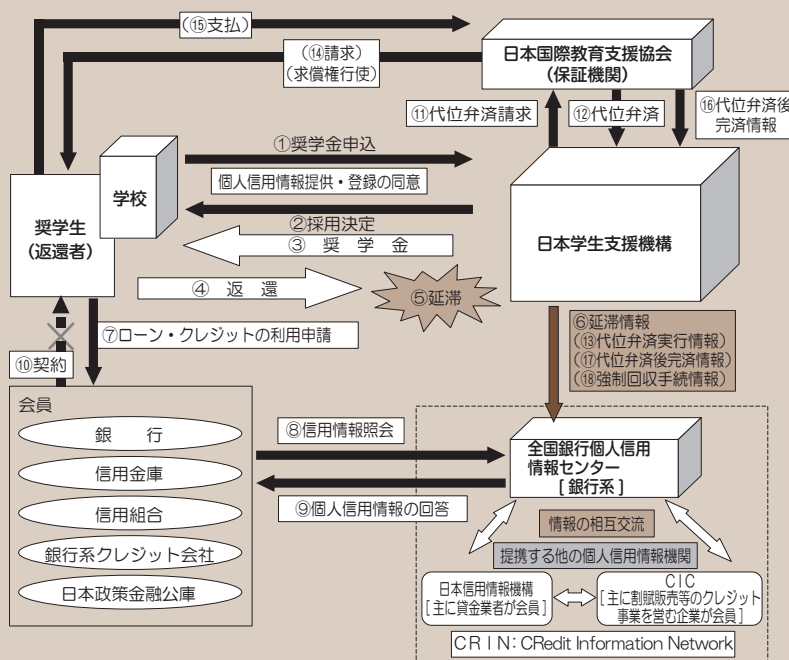 (⑮支払)
(⑭請求)
(求償権行使)
日本国際教育支援協会
(保証機関)
⑪代位弁済請求
⑫代位弁済
⑯代位弁済後
完済情報
①奨学金申込
個人信用情報提供・登録の同意
②採用決定
③ 奨 学 金
④ 返 還
⑤延滞
学校
奨学生
(返還者)
日本学生支援機構
⑥延滞情報
(⑬代位弁済実行情報)
(⑰代位弁済後完済情報)
(⑱強制回収手続情報)
⑦ローン・クレジットの利用申請
⑩契約
会員
銀 行
信用金庫
信用組合
銀行系クレジット会社
日本政策金融公庫
⑧信用情報照会
⑨個人信用情報の回答
全国銀行個人信用
情報センター
[ 銀行系 ]
情報の相互交流
提携する他の個人信用情報機関
日本信用情報機構
[ 主に貸金業者が会員 ]
CIC
[ 主に割賦販売等のクレジット
事業を営む企業が会員 ]
CRIN: CRedit Information Network